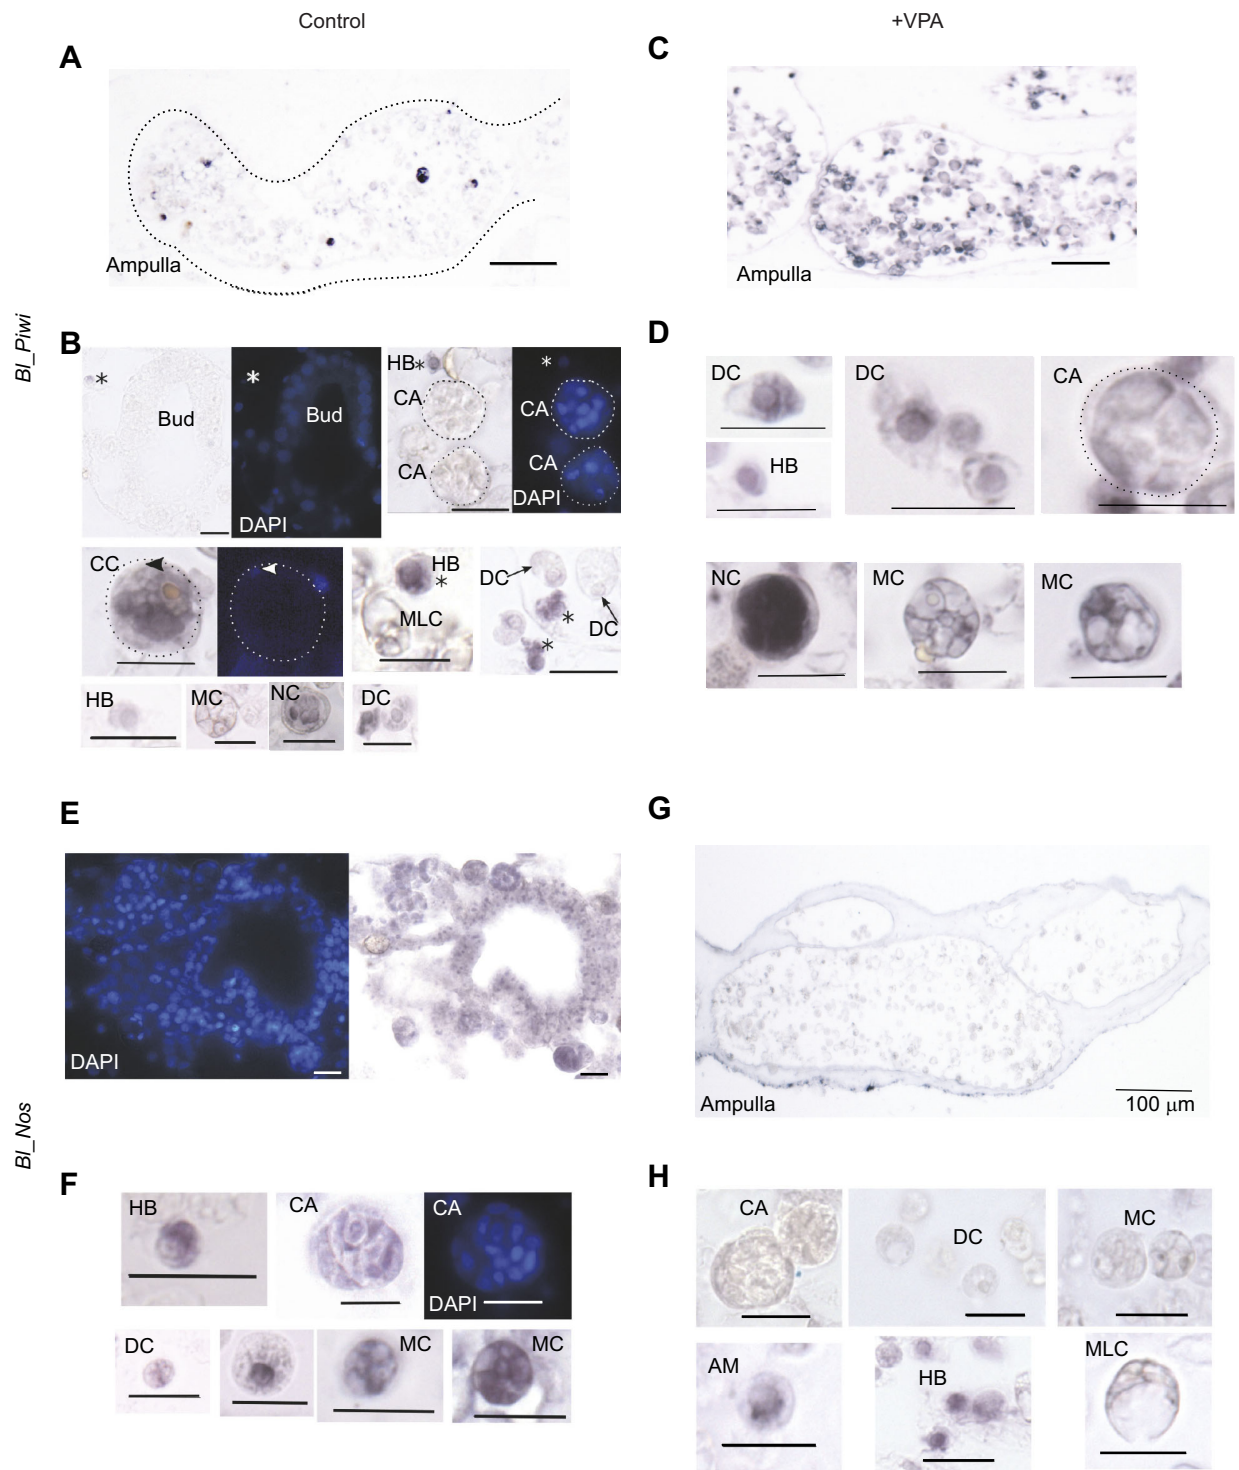 Control
+VPA
A
Ampulla
C
Ampulla
Bl_Piwi
B
*
Bud
*
Bud
DAPI
HB*
CA
CA
*
CA
CA
DAPI
CC
HB
*
MLC
DC
*
DC
*
HB
MC
NC
DC
D
DC
HB
DC
CA
NC
MC
MC
E
DAPI
G
Ampulla
100 μm
Bl_Nos
F
HB
CA
CA
DAPI
DC
MC
MC
H
CA
DC
MC
AM
HB
MLC